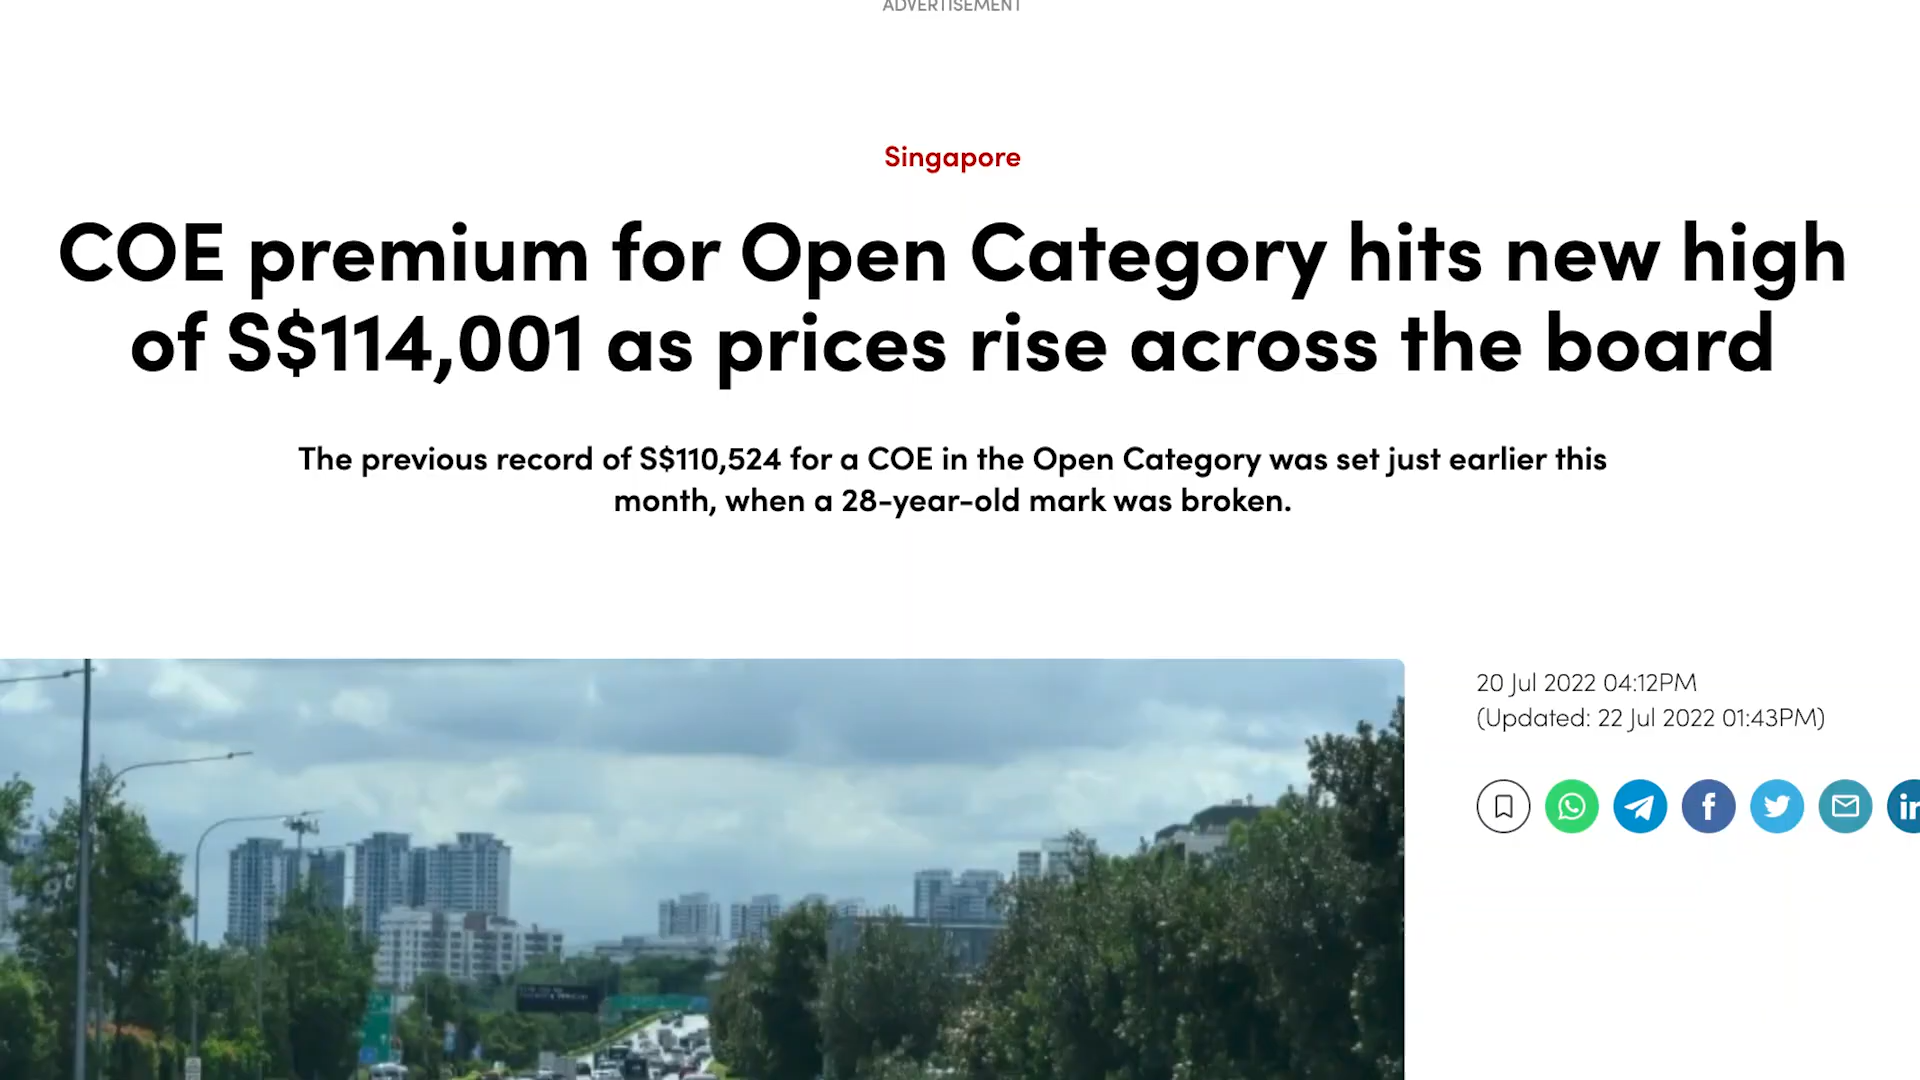 ADVERTISEMENT
Singapore
COE premium for Open Category hits new high
of S$114,001 as prices rise across the board
The previous record of S$110,524 for a COE in the Open Category was set just earlier this
month, when a 28-year-old mark was broken.
20 Jul 2022 04:12PM
(Updated: 22 Jul 2022 01:43PM)